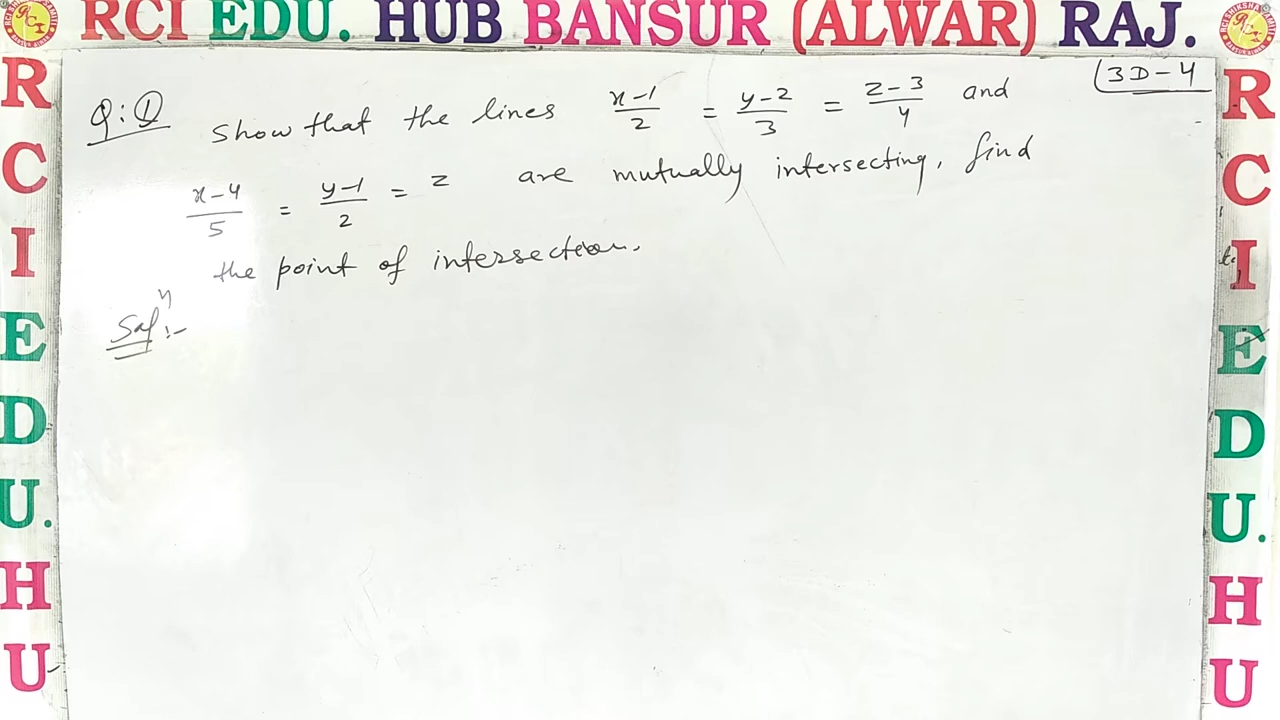 RCI EDU. HUB BANSUR (ALWAR) RAJ.
3D-4
Q:① Show that the lines x-1/2 = y-2/3 = z-3/4 and
x-4/5 = y-1/2 = z are mutually intersecting, find
the point of intersection.
Solⁿ:-
R
C
I
E
D
U.
H
U
R
C
I
E
D
U.
H
U